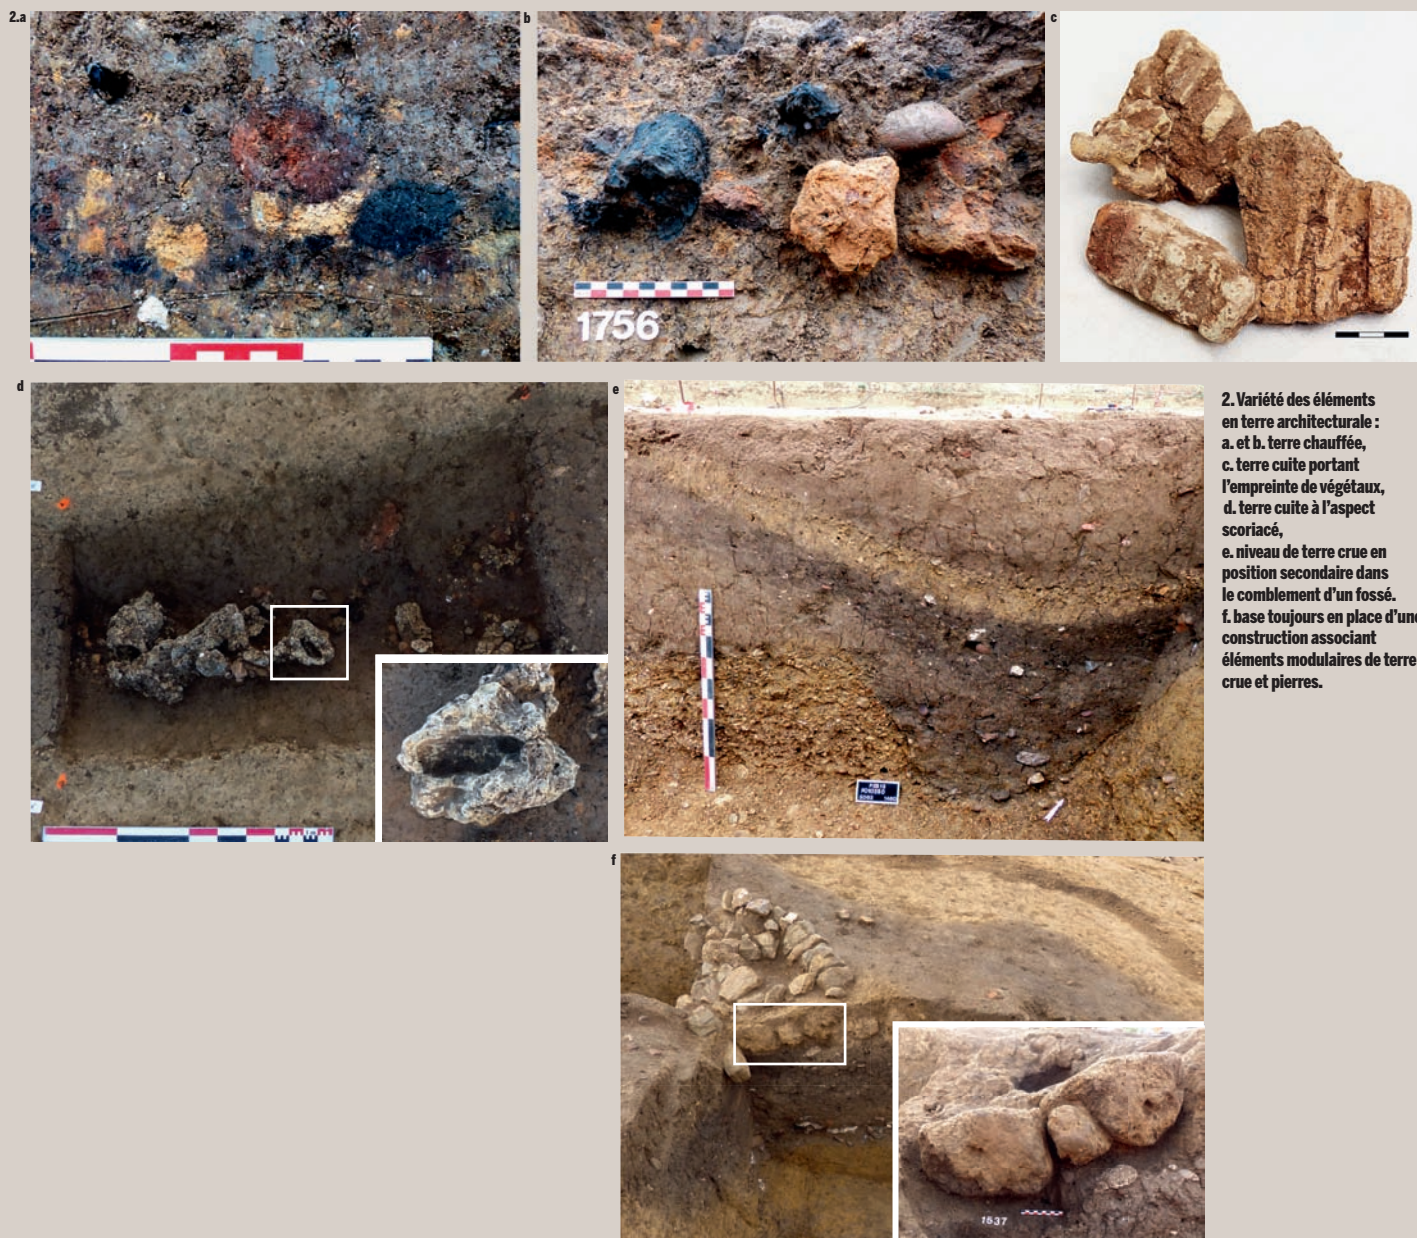 2.a
b
c
1756
d
e
2. Variété des éléments
en terre architecturale :
a. et b. terre chauffée,
c. terre cuite portant
l'empreinte de végétaux,
d. terre cuite à l'aspect
scoriacé,
e. niveau de terre crue en
position secondaire dans
le comblement d'un fossé.
f. base toujours en place d'une
construction associant
éléments modulaires de terre
crue et pierres.
f
1637